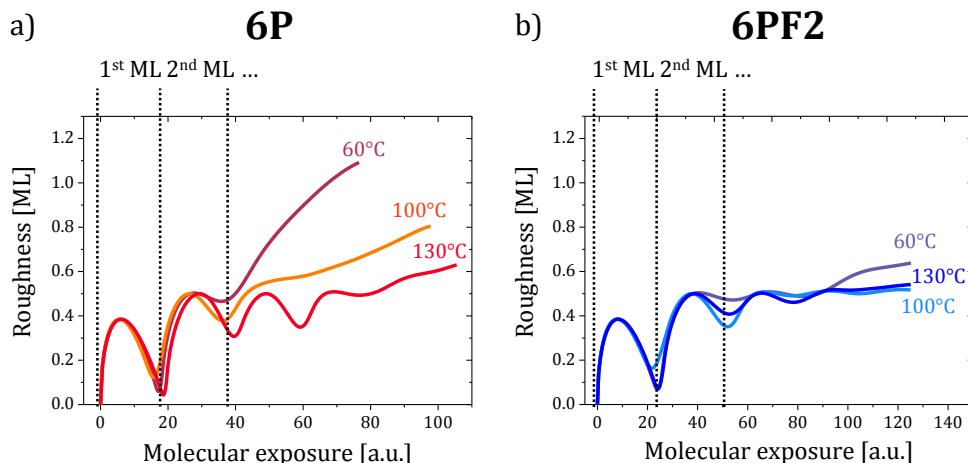 a) 6P
1st ML 2nd ML ...
Roughness [ML]
1.2
1.0
0.8
0.6
0.4
0.2
0.0
60°C
100°C
130°C
0 20 40 60 80 100
Molecular exposure [a.u.]
b) 6PF2
1st ML 2nd ML ...
Roughness [ML]
1.2
1.0
0.8
0.6
0.4
0.2
0.0
60°C
130°C
100°C
0 20 40 60 80 100 120 140
Molecular exposure [a.u.]